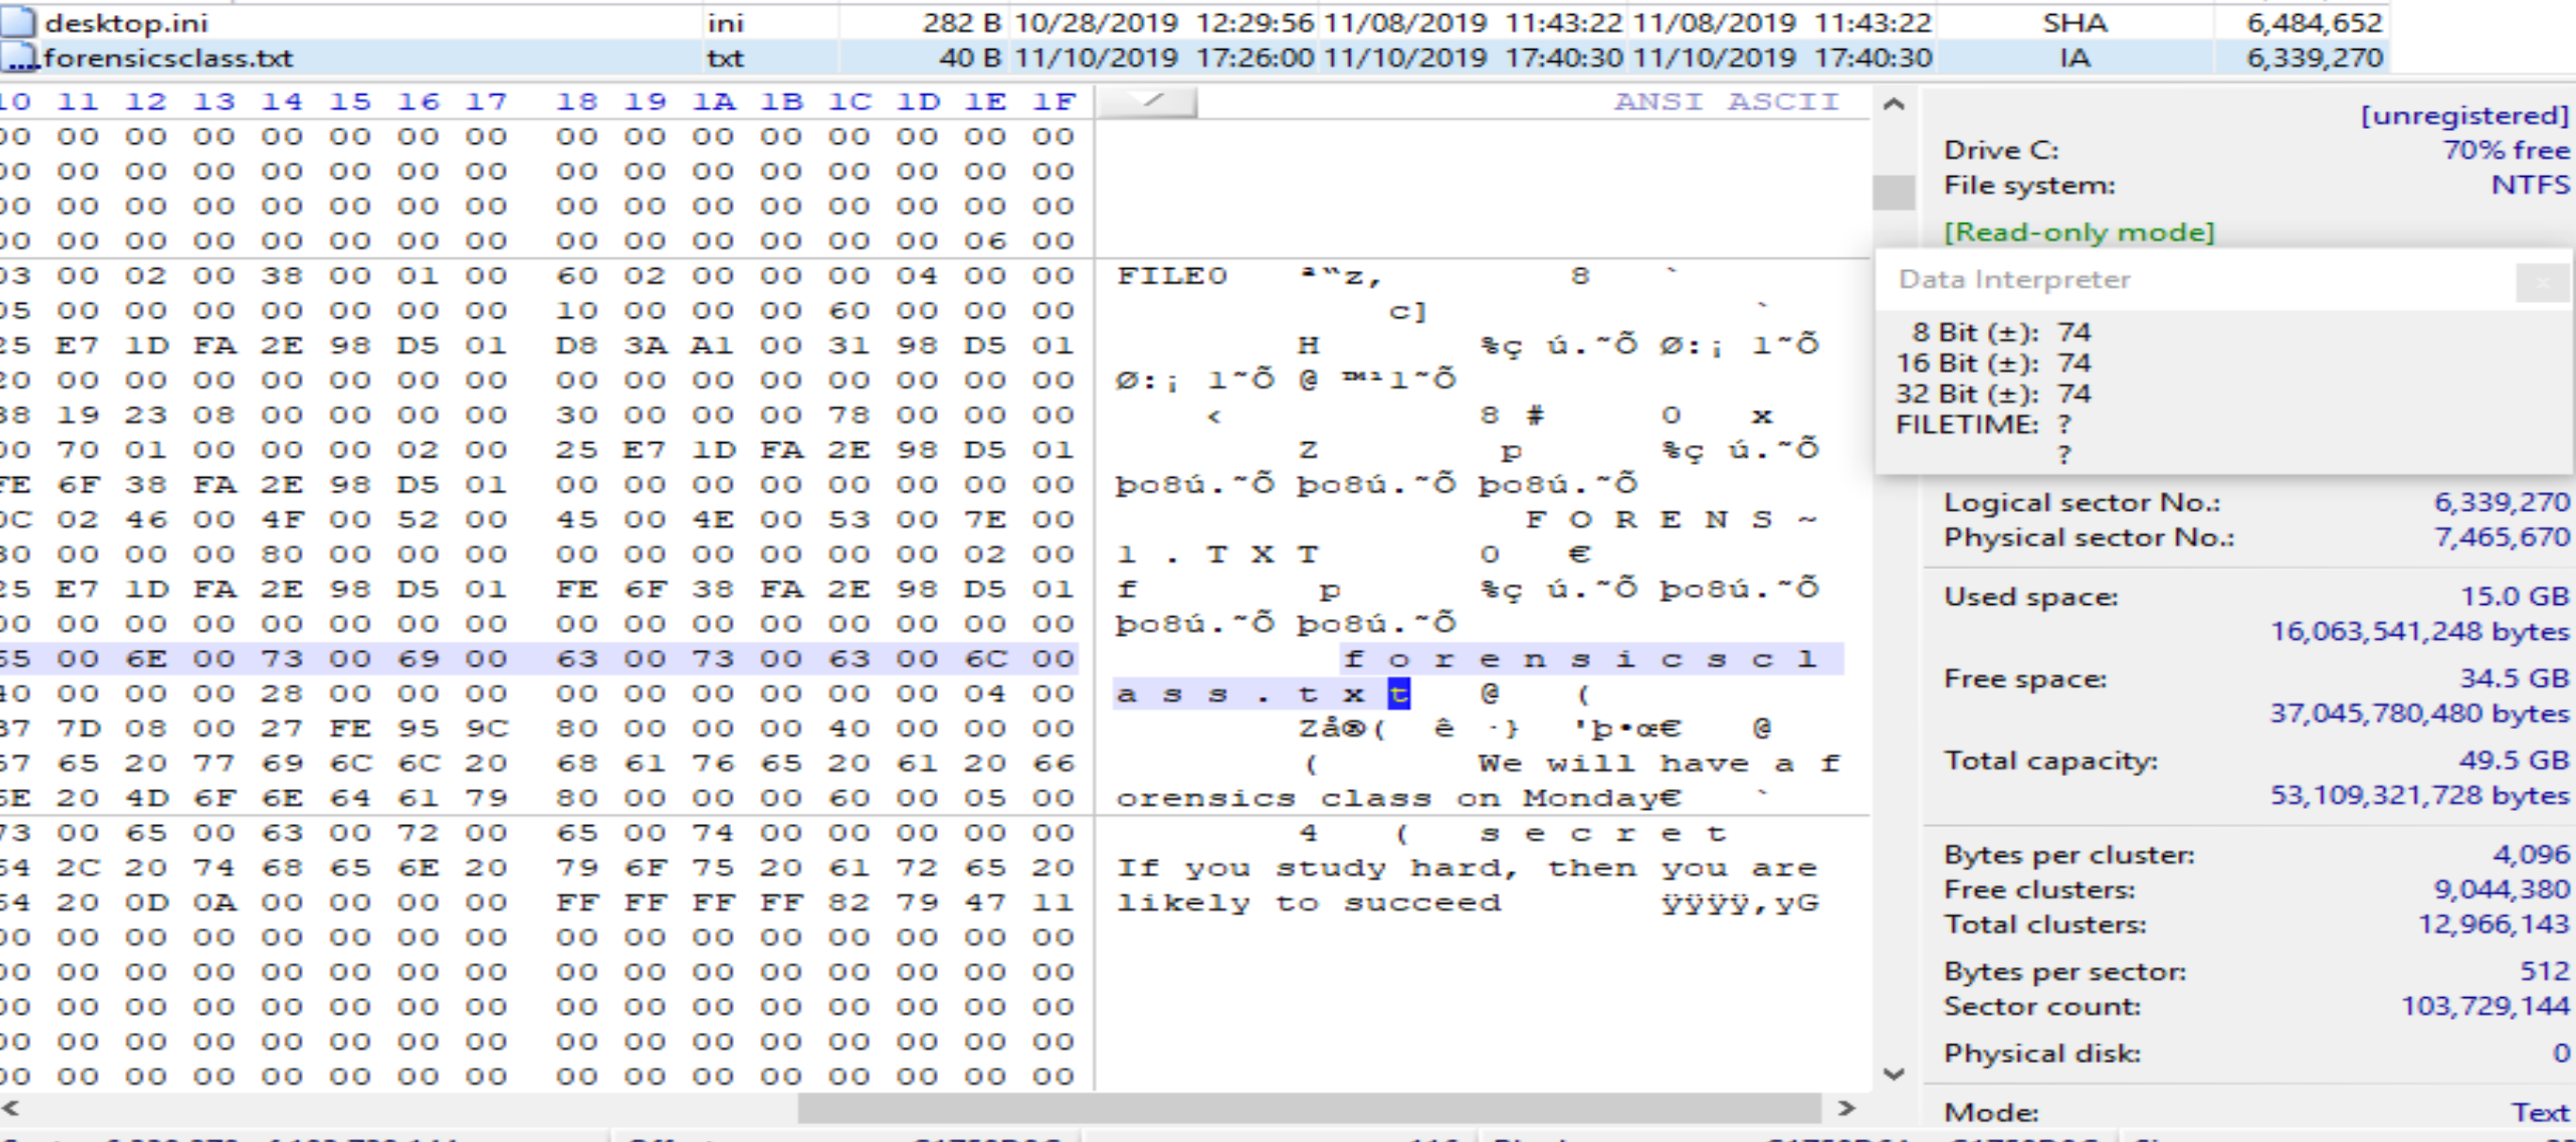 desktop.ini ini 282 B 10/28/2019 12:29:56 11/08/2019 11:43:22 11/08/2019 11:43:22 SHA 6,484,652
forensicsclass.txt txt 40 B 11/10/2019 17:26:00 11/10/2019 17:40:30 11/10/2019 17:40:30 IA 6,339,270
10 11 12 13 14 15 16 17 18 19 1A 1B 1C 1D 1E 1F ANSI ASCII
00 00 00 00 00 00 00 00 00 00 00 00 00 00 00 00
00 00 00 00 00 00 00 00 00 00 00 00 00 00 00 00
00 00 00 00 00 00 00 00 00 00 00 00 00 00 00 00
00 00 00 00 00 00 00 00 00 00 00 00 00 00 06 00
03 00 02 00 38 00 01 00 60 02 00 00 00 04 00 00 FILE0 ª"z, 8 `
05 00 00 00 00 00 00 00 10 00 00 00 60 00 00 00 c] `
25 E7 1D FA 2E 98 D5 01 D8 3A A1 00 31 98 D5 01 H %ç ú.˜Õ Ø:¡ 1˜Õ
20 00 00 00 00 00 00 00 00 00 00 00 00 00 00 00 Ø:¡ 1˜Õ @ ™¹1˜Õ
38 19 23 08 00 00 00 00 30 00 00 00 78 00 00 00 < 8 # 0 x
00 70 01 00 00 00 02 00 25 E7 1D FA 2E 98 D5 01 Z p %ç ú.˜Õ
FE 6F 38 FA 2E 98 D5 01 00 00 00 00 00 00 00 00 þo8ú.˜Õ þo8ú.˜Õ þo8ú.˜Õ
0C 02 46 00 4F 00 52 00 45 00 4E 00 53 00 7E 00 F O R E N S ~
30 00 00 00 80 00 00 00 00 00 00 00 00 00 02 00 1 . T X T 0 €
25 E7 1D FA 2E 98 D5 01 FE 6F 38 FA 2E 98 D5 01 f p %ç ú.˜Õ þo8ú.˜Õ
00 00 00 00 00 00 00 00 00 00 00 00 00 00 00 00 þo8ú.˜Õ þo8ú.˜Õ
65 00 6E 00 73 00 69 00 63 00 73 00 63 00 6C 00 f o r e n s i c s c l
40 00 00 00 28 00 00 00 00 00 00 00 00 00 04 00 a s s . t x t @ (
B7 7D 08 00 27 FE 95 9C 80 00 00 00 40 00 00 00 Zå®( ê ·} 'þ•œ€ @
57 65 20 77 69 6C 6C 20 68 61 76 65 20 61 20 66 ( We will have a f
6E 20 4D 6F 6E 64 61 79 80 00 00 00 60 00 05 00 orensics class on Monday€ `
73 00 65 00 63 00 72 00 65 00 74 00 00 00 00 00 4 ( s e c r e t
64 2C 20 74 68 65 6E 20 79 6F 75 20 61 72 65 20 If you study hard, then you are
64 20 0D 0A 00 00 00 00 FF FF FF FF 82 79 47 11 likely to succeed ÿÿÿÿ‚yG
00 00 00 00 00 00 00 00 00 00 00 00 00 00 00 00
00 00 00 00 00 00 00 00 00 00 00 00 00 00 00 00
00 00 00 00 00 00 00 00 00 00 00 00 00 00 00 00
00 00 00 00 00 00 00 00 00 00 00 00 00 00 00 00
00 00 00 00 00 00 00 00 00 00 00 00 00 00 00 00
[unregistered]
Drive C: 70% free
File system: NTFS
[Read-only mode]
Data Interpreter
8 Bit (±): 74
16 Bit (±): 74
32 Bit (±): 74
FILETIME: ?
?
Logical sector No.: 6,339,270
Physical sector No.: 7,465,670
Used space: 15.0 GB
16,063,541,248 bytes
Free space: 34.5 GB
37,045,780,480 bytes
Total capacity: 49.5 GB
53,109,321,728 bytes
Bytes per cluster: 4,096
Free clusters: 9,044,380
Total clusters: 12,966,143
Bytes per sector: 512
Sector count: 103,729,144
Physical disk: 0
Mode: Text